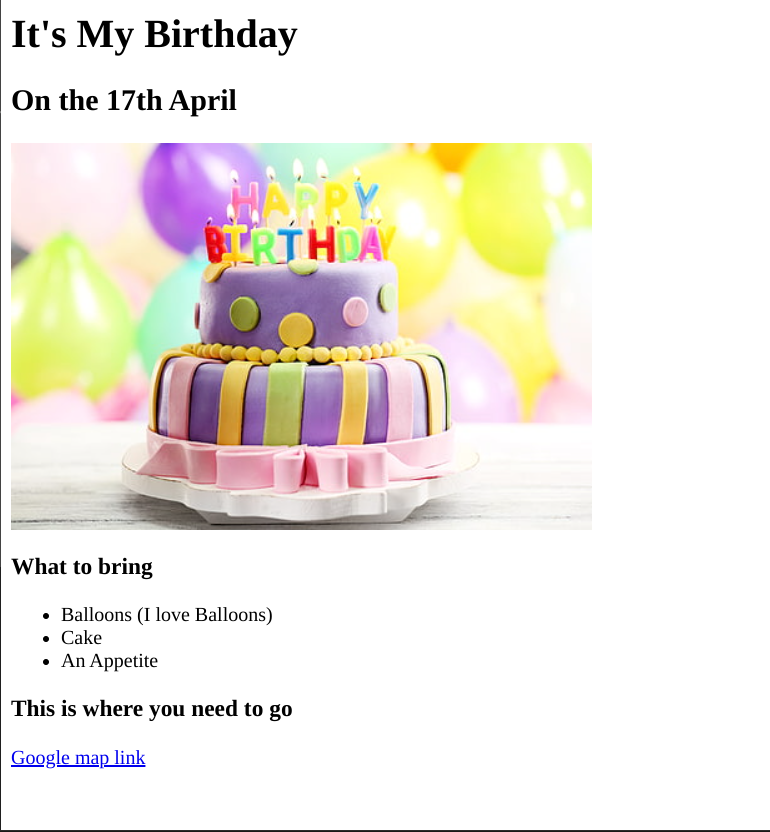 It's My Birthday
On the 17th April
HAPPY
BIRTHDAY
What to bring
Balloons (I love Balloons)
Cake
An Appetite
This is where you need to go
Google map link